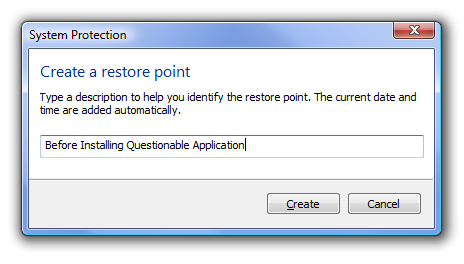 System Protection
Create a restore point
Type a description to help you identify the restore point. The current date and
time are added automatically.
Before Installing Questionable Application
Create
Cancel